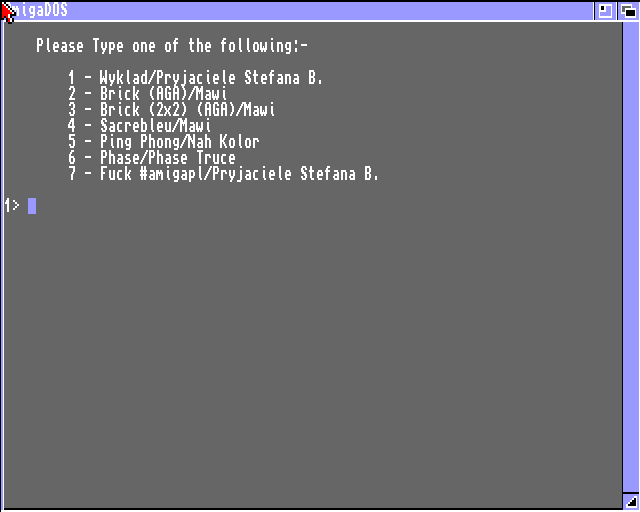 AmigaDOS
Please Type one of the following:-
1 - Wyklad/Pryjaciele Stefana B.
2 - Brick (AGA)/Mawi
3 - Brick (2x2) (AGA)/Mawi
4 - Sacrebleu/Mawi
5 - Ping Phong/Nah Kolor
6 - Phase/Phase Truce
7 - Fuck #amigapl/Pryjaciele Stefana B.
1>